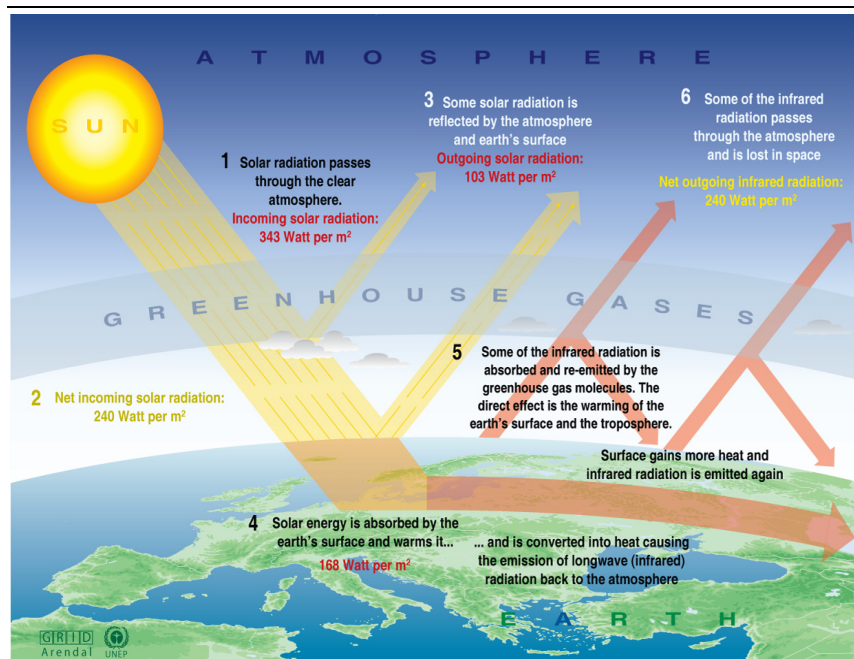 ATMOSPHERE
SUN
1 Solar radiation passes
through the clear
atmosphere.
Incoming solar radiation:
343 Watt per m²
2 Net incoming solar radiation:
240 Watt per m²
3 Some solar radiation is
reflected by the atmosphere
and earth's surface
Outgoing solar radiation:
103 Watt per m²
6 Some of the infrared
radiation passes
through the atmosphere
and is lost in space
Net outgoing infrared radiation:
240 Watt per m²
GREENHOUSE GASES
5 Some of the infrared radiation is
absorbed and re-emitted by the
greenhouse gas molecules. The
direct effect is the warming of the
earth's surface and the troposphere.
Surface gains more heat and
infrared radiation is emitted again
4 Solar energy is absorbed by the
earth's surface and warms it...
168 Watt per m²
... and is converted into heat causing
the emission of longwave (infrared)
radiation back to the atmosphere
EARTH
GRID
Arendal
UNEP